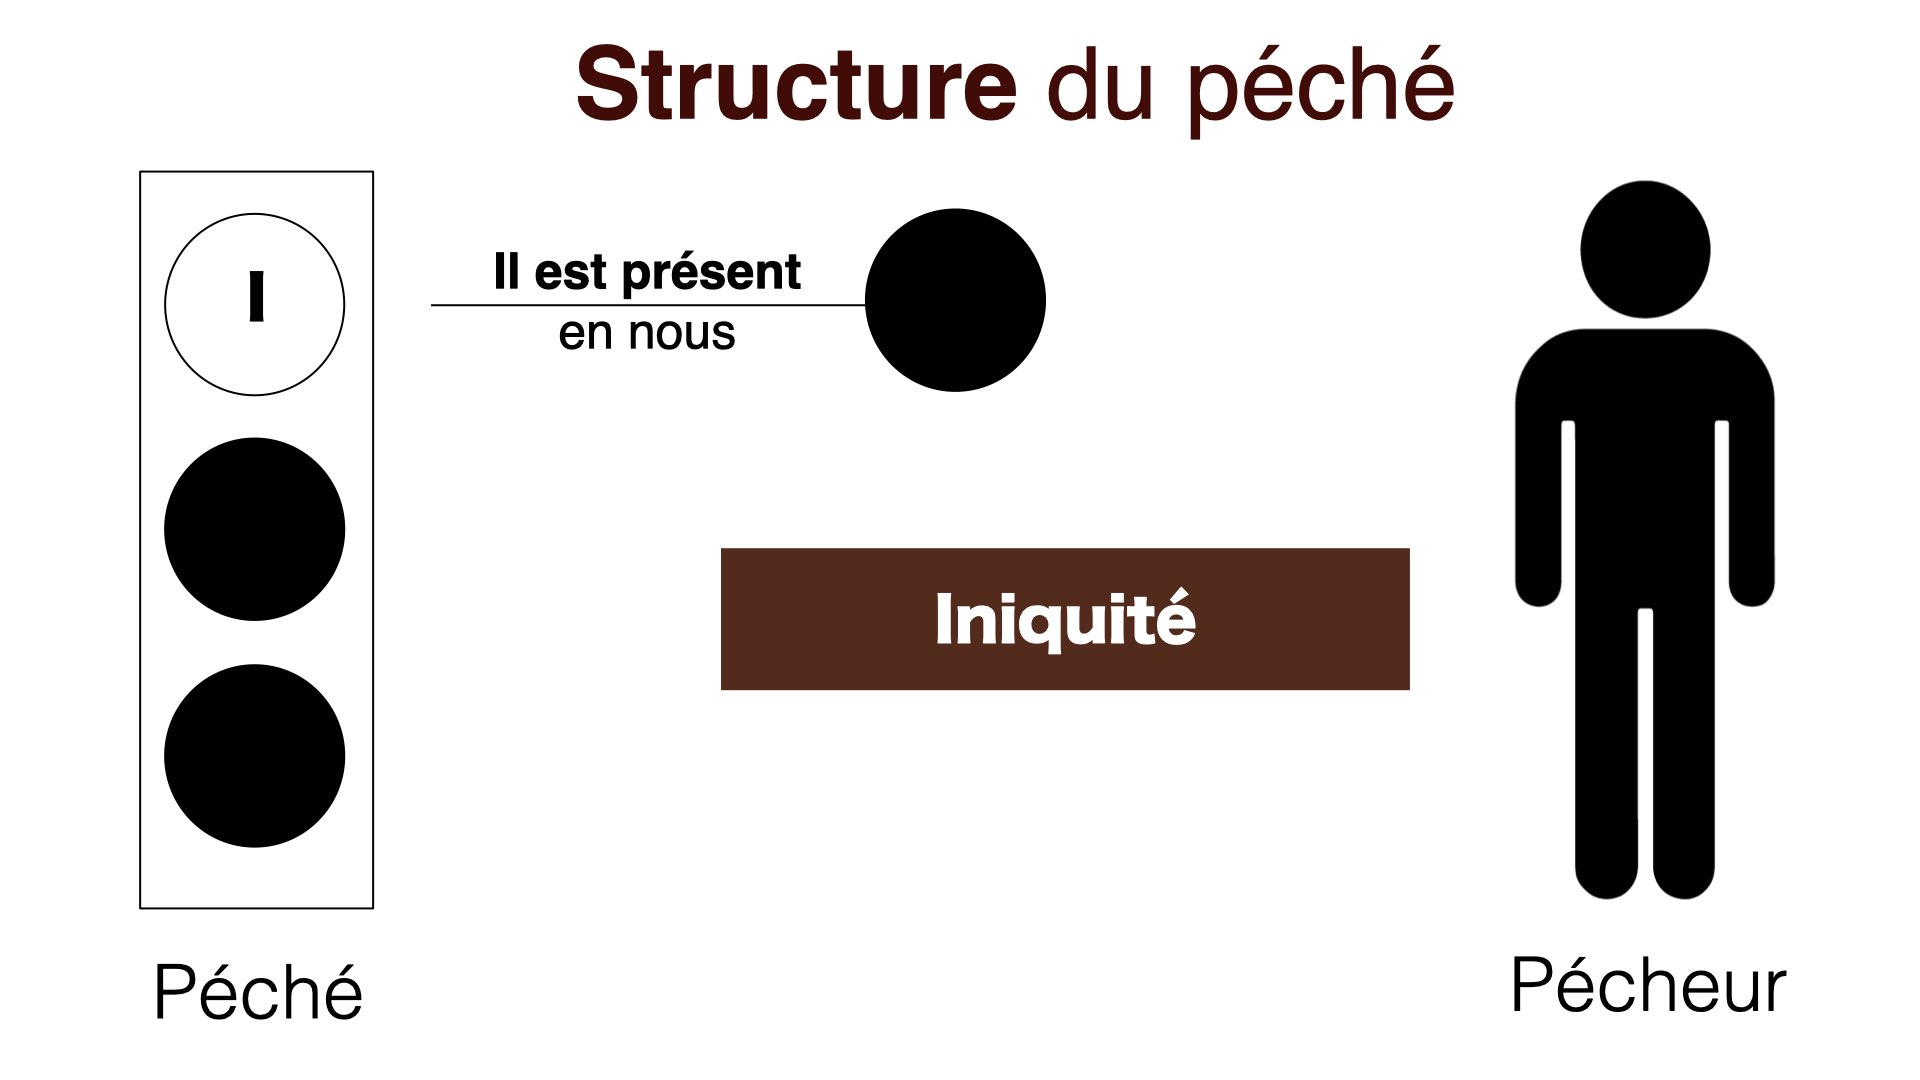 Structure du péché
I
Il est présent
en nous
Iniquité
Péché
Pécheur